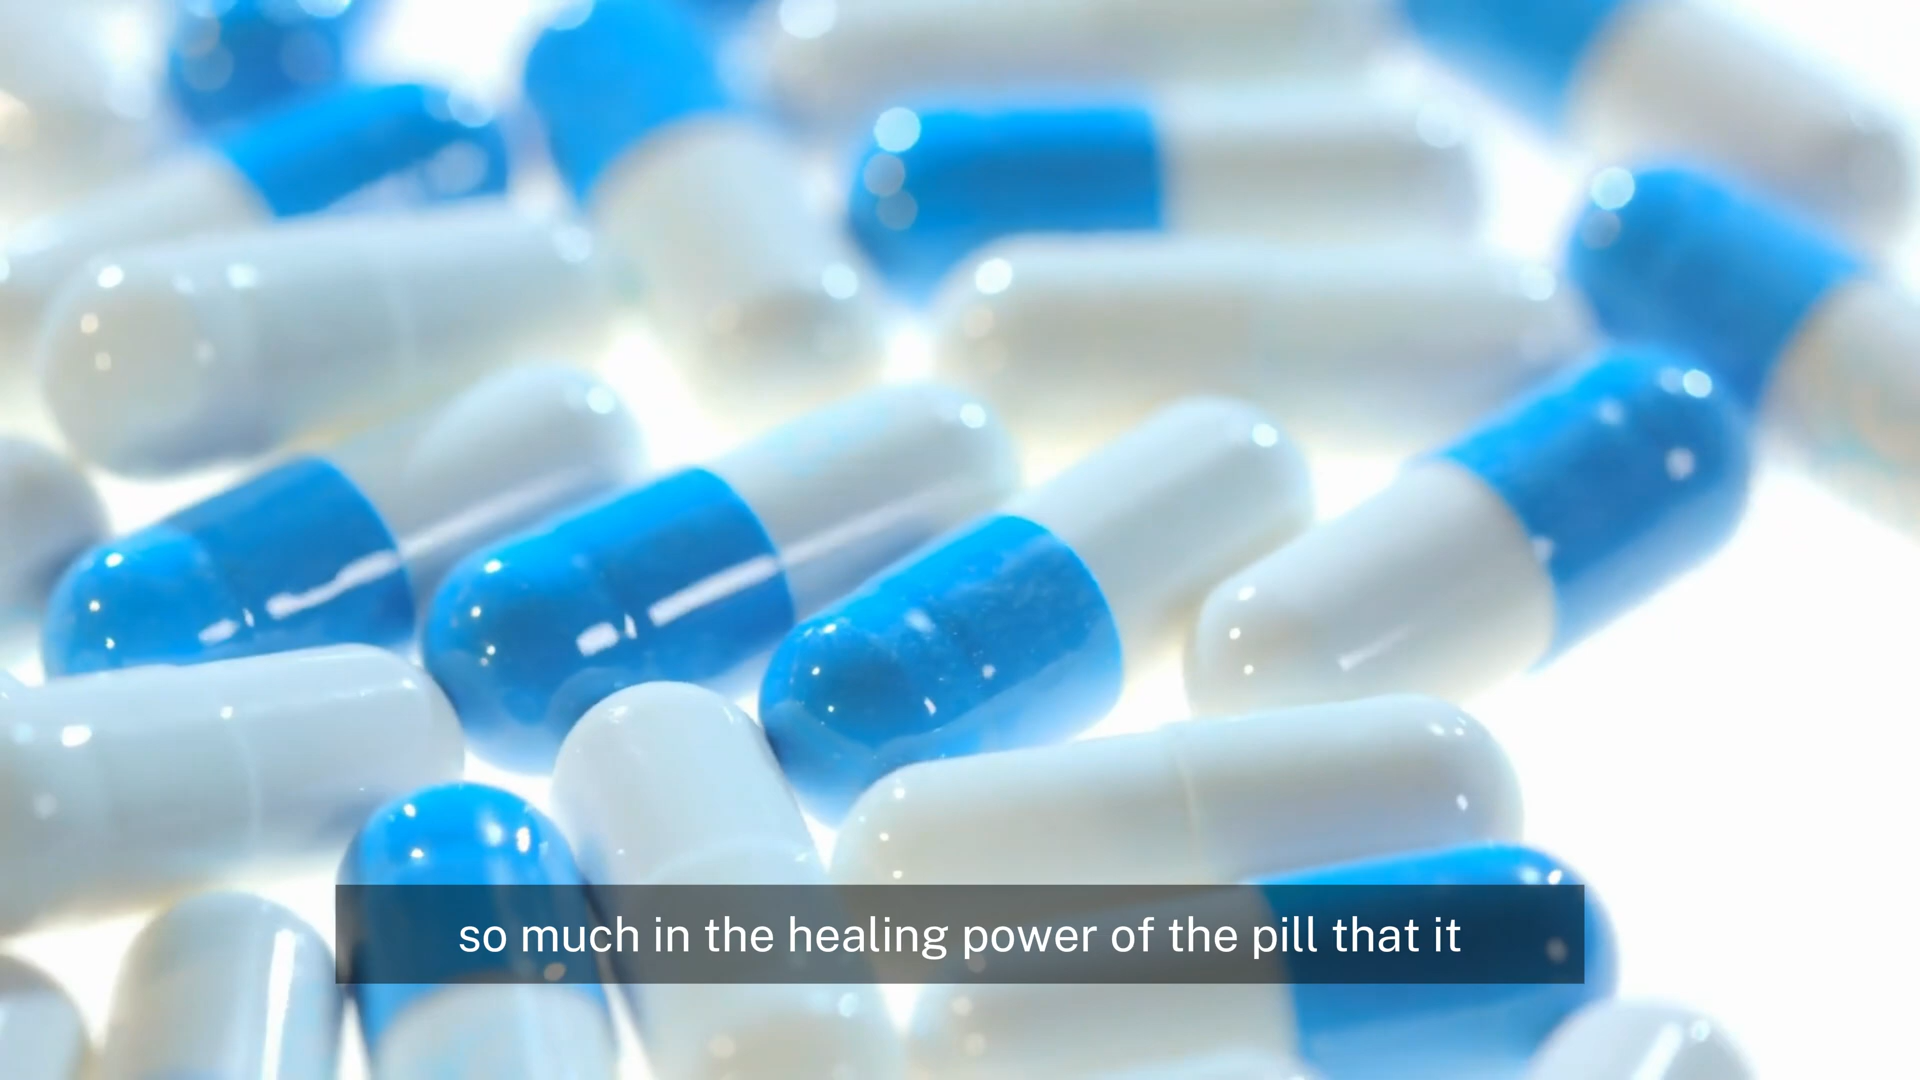 so much in the healing power of the pill that it